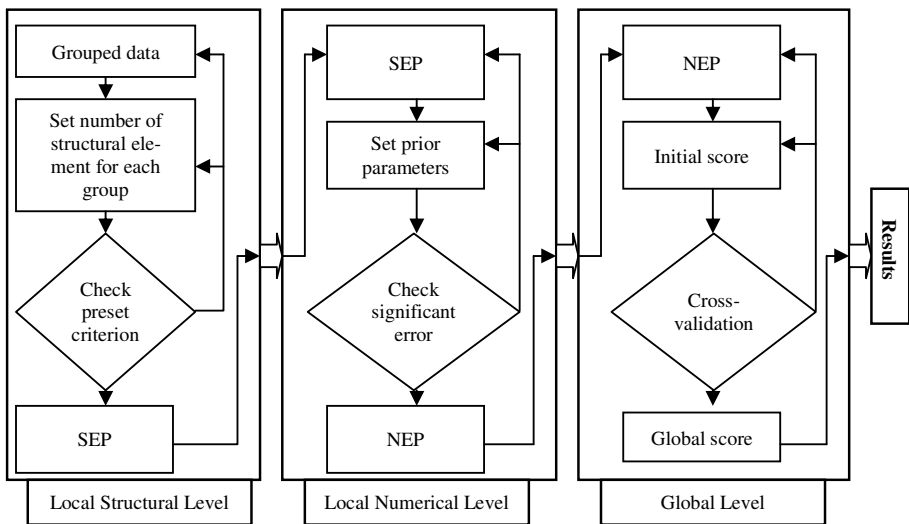 Grouped data
Set number of
structural ele-
ment for each
group
Check
preset
criterion
SEP
Local Structural Level
SEP
Set prior
parameters
Check
significant
error
NEP
Local Numerical Level
NEP
Initial score
Cross-
validation
Global score
Global Level
Results